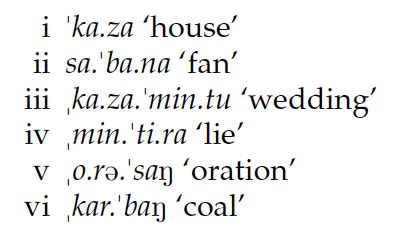 i ˈka.za ‘house’
ii sa.ˈba.na ‘fan’
iii ˌka.za.ˈmin.tu ‘wedding’
iv ˌmin.ˈti.ra ‘lie’
v ˌo.rə.ˈsaŋ ‘oration’
vi ˌkar.ˈbaŋ ‘coal’